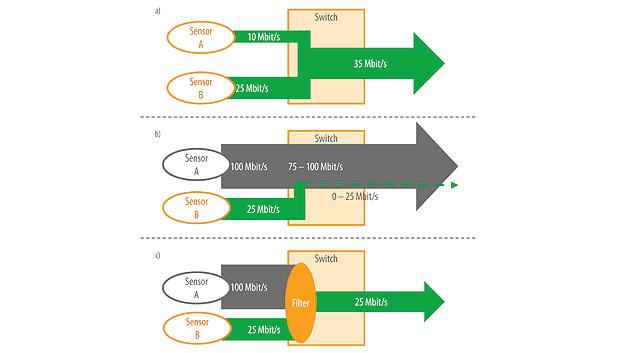 a)
Switch
Sensor
A
10 Mbit/s
35 Mbit/s
Sensor
B
25 Mbit/s
b)
Switch
Sensor
A
100 Mbit/s
75 – 100 Mbit/s
Sensor
B
25 Mbit/s
0 – 25 Mbit/s
c)
Switch
Sensor
A
100 Mbit/s
Filter
25 Mbit/s
Sensor
B
25 Mbit/s